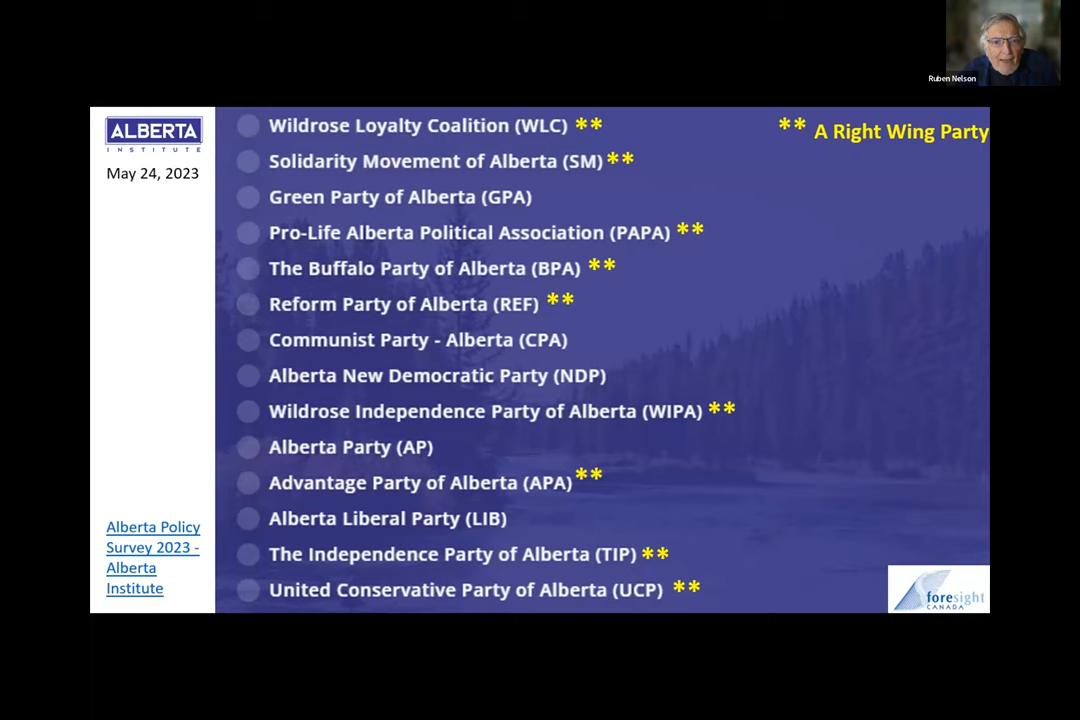 Ruben Nelson
ALBERTA
INSTITUTE
May 24, 2023
Wildrose Loyalty Coalition (WLC) **
** A Right Wing Party
Solidarity Movement of Alberta (SM) **
Green Party of Alberta (GPA)
Pro-Life Alberta Political Association (PAPA) **
The Buffalo Party of Alberta (BPA) **
Reform Party of Alberta (REF) **
Communist Party - Alberta (CPA)
Alberta New Democratic Party (NDP)
Wildrose Independence Party of Alberta (WIPA) **
Alberta Party (AP)
Advantage Party of Alberta (APA) **
Alberta Liberal Party (LIB)
The Independence Party of Alberta (TIP) **
United Conservative Party of Alberta (UCP) **
Alberta Policy
Survey 2023 -
Alberta
Institute
foresight
CANADA